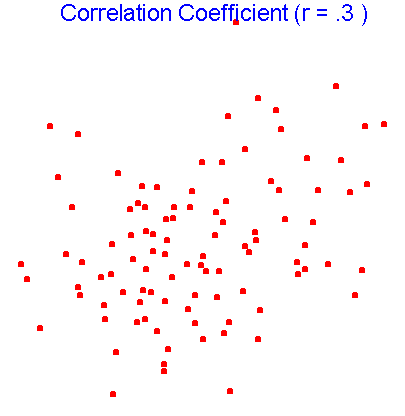 Correlation Coefficient (r = .3 )